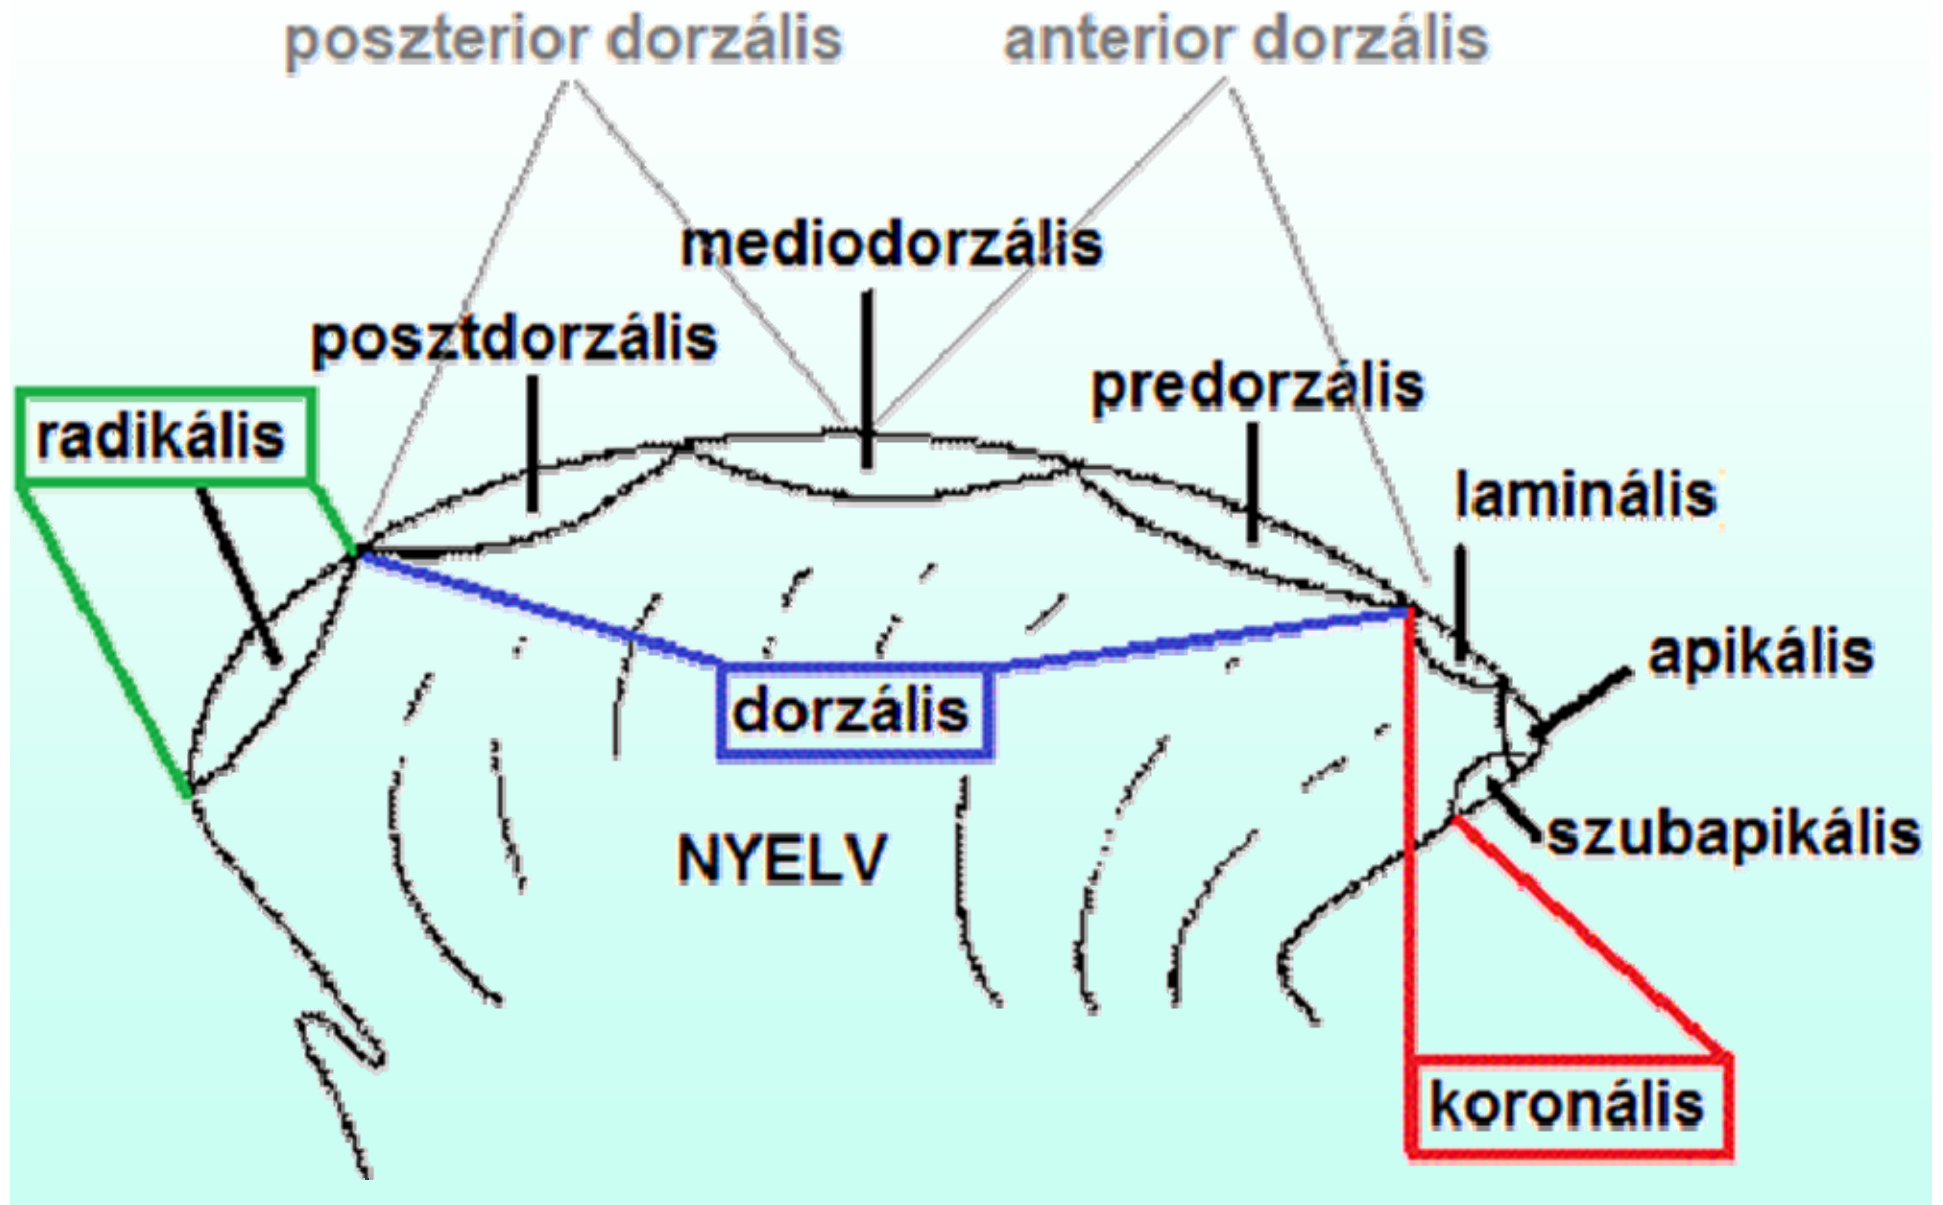 poszterior dorzális
anterior dorzális
mediodorzális
posztdorzális
predorzális
radikális
laminális
apikális
dorzális
szubapikális
NYELV
koronális